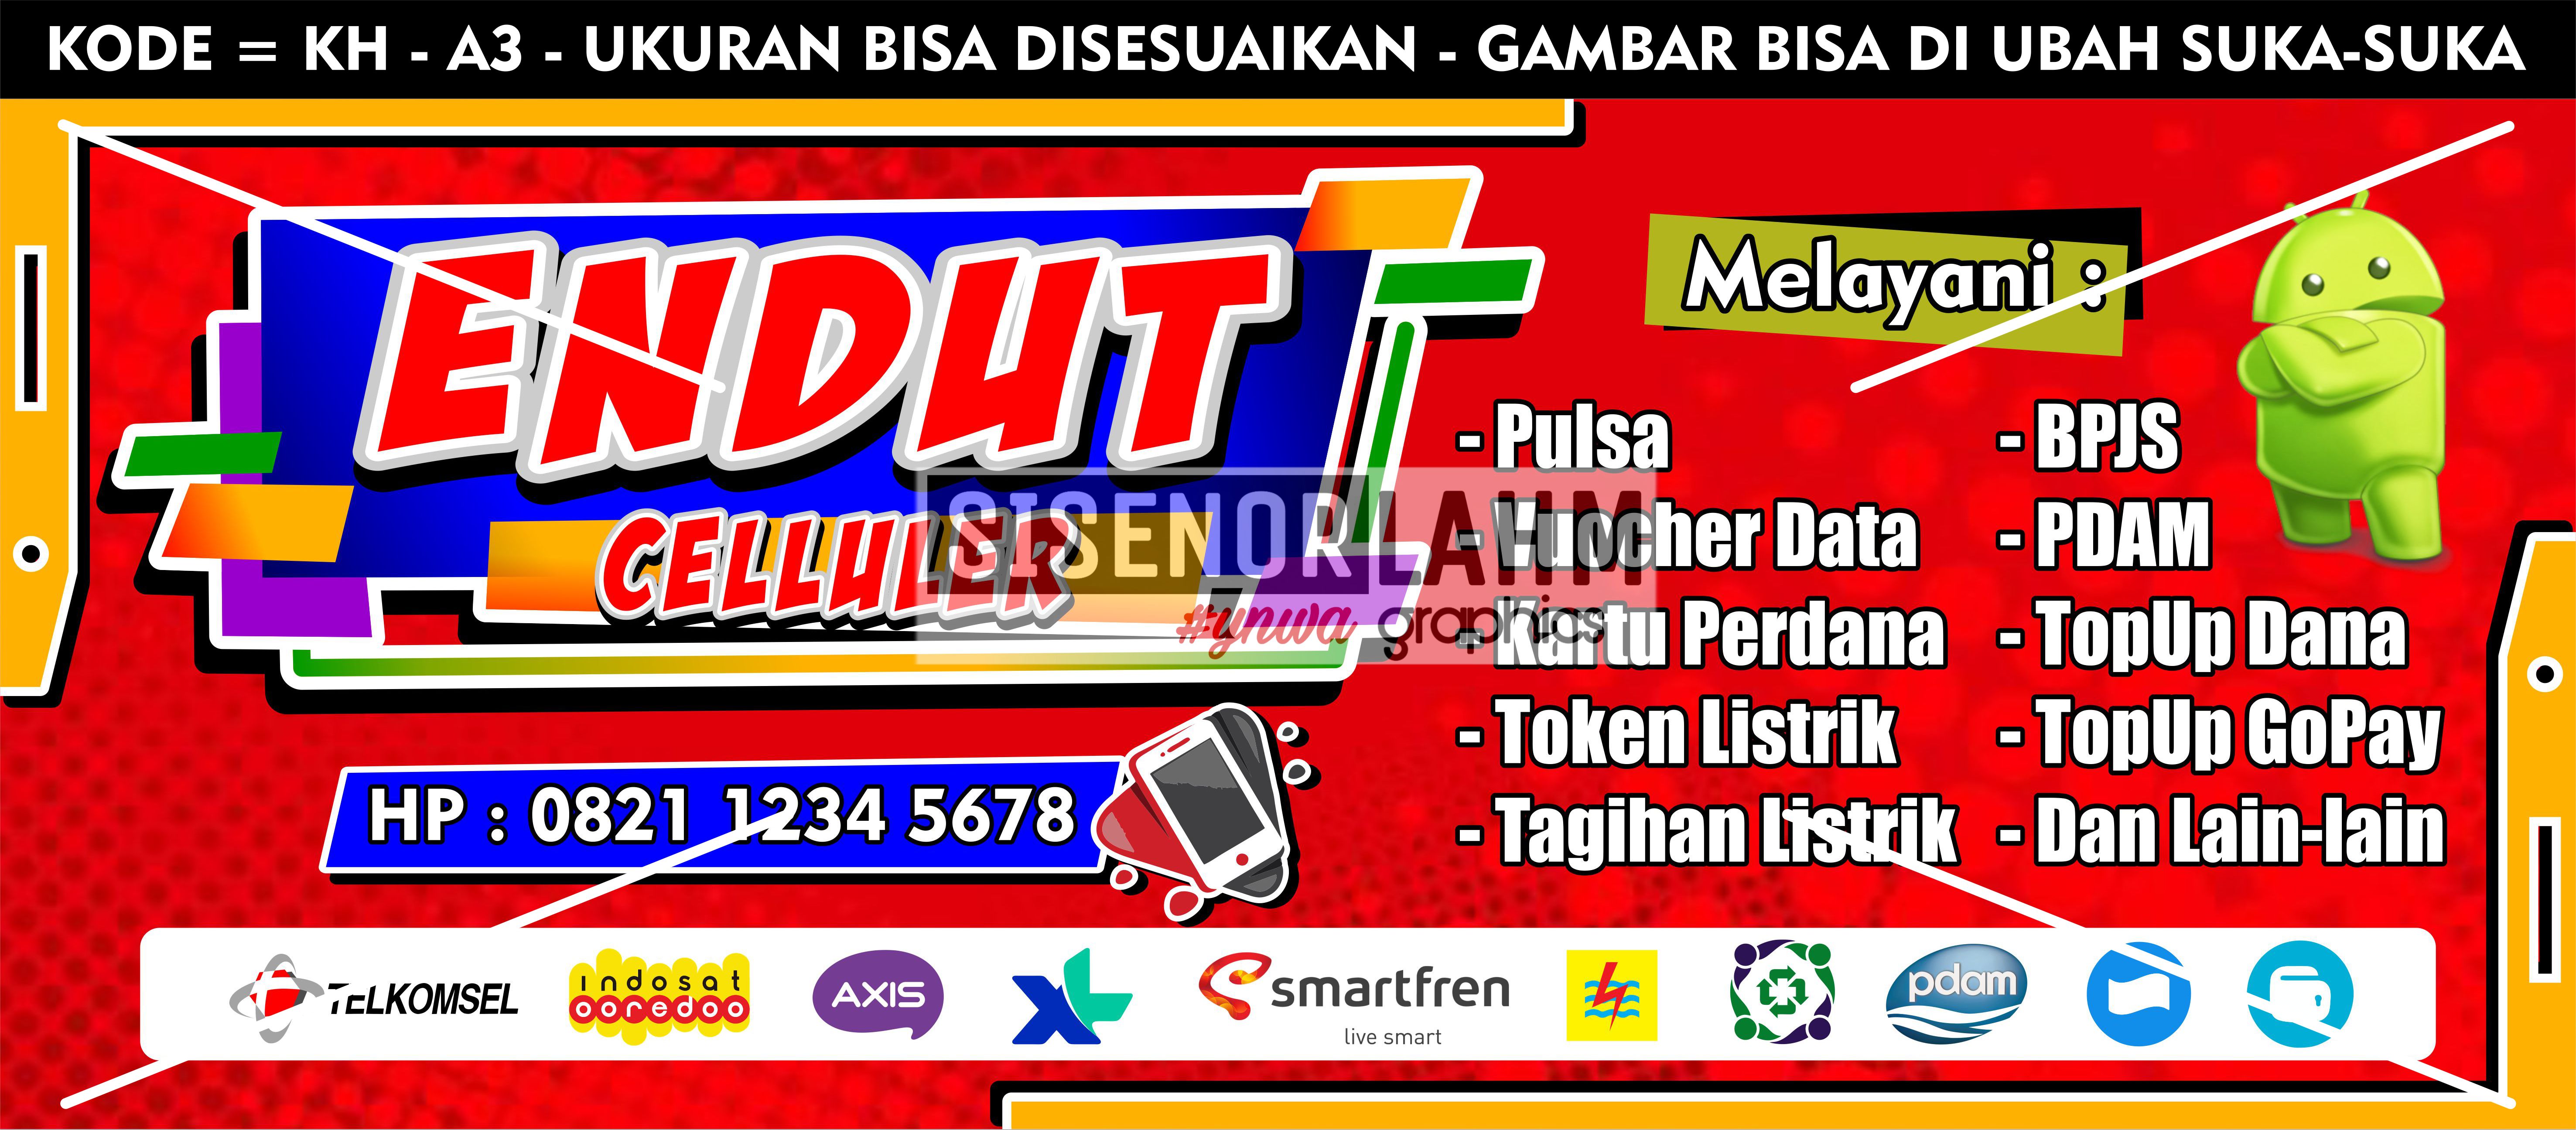 KODE = KH - A3 - UKURAN BISA DISESUAIKAN - GAMBAR BISA DI UBAH SUKA-SUKA
ENDUT
CELLULER
SISENORLAHM
#ynwa graphics
HP : 0821 1234 5678
Melayani :
- Pulsa
- Vuocher Data
- Kartu Perdana
- Token Listrik
- Tagihan Listrik
- BPJS
- PDAM
- TopUp Dana
- TopUp GoPay
- Dan Lain-lain
TELKOMSEL
indosat
ooredoo
AXIS
XL
smartfren
live smart
pdam